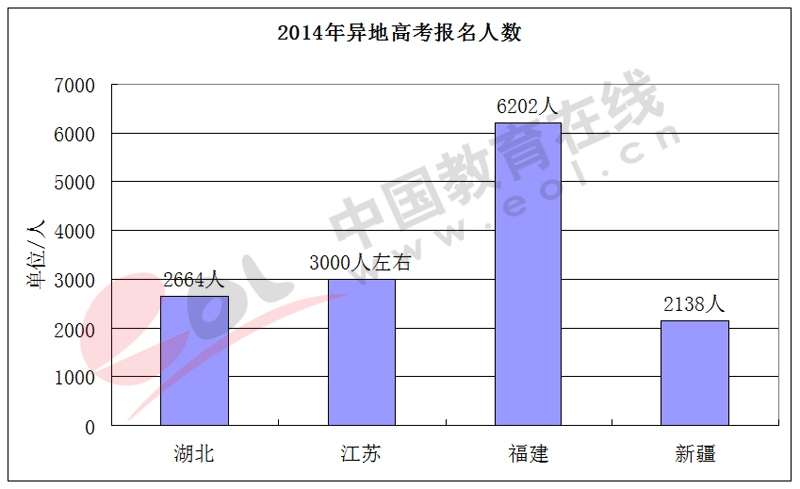 2014年异地高考报名人数
单位/人
7000
6000
5000
4000
3000
2000
1000
0
2664人
3000人左右
6202人
2138人
湖北
江苏
福建
新疆
eol
中国教育在线
www.eol.cn